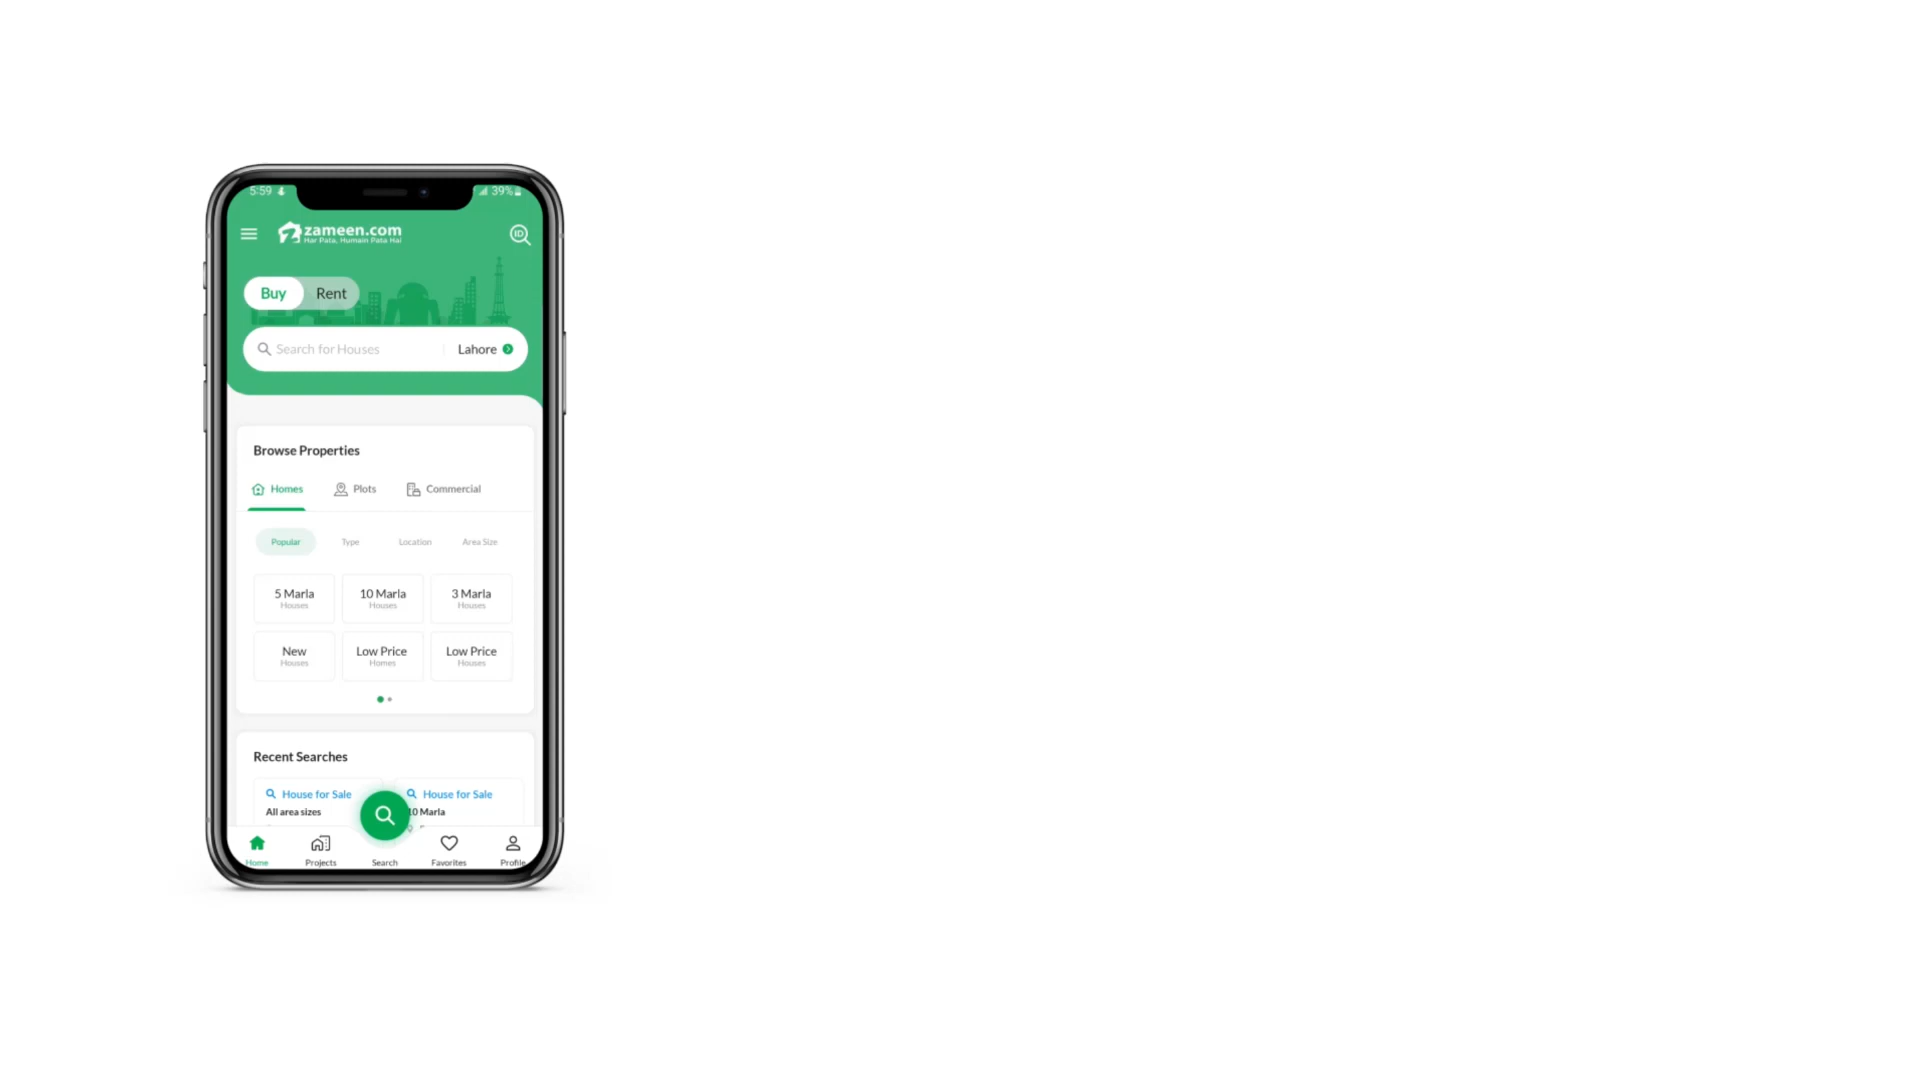 5:59
39%
zameen.com
Har Pata, Humain Pata Hai
ID
Buy
Rent
Search for Houses
Lahore
Browse Properties
Homes
Plots
Commercial
Popular
Type
Location
Area Size
5 Marla
Houses
10 Marla
Houses
3 Marla
Houses
New
Houses
Low Price
Homes
Low Price
Houses
Recent Searches
House for Sale
All area sizes
House for Sale
10 Marla
Home
Projects
Search
Favorites
Profile